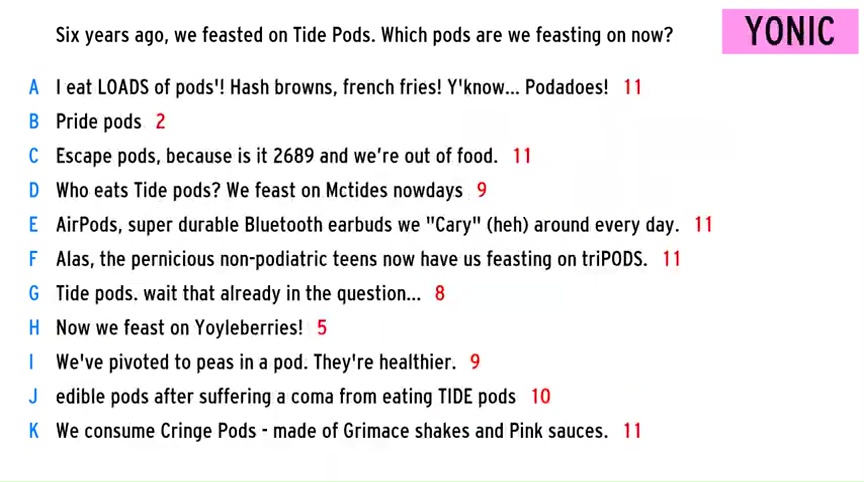 Six years ago, we feasted on Tide Pods. Which pods are we feasting on now?
YONIC
A I eat LOADS of pods'! Hash browns, french fries! Y'know... Podadoes! 11
B Pride pods 2
C Escape pods, because is it 2689 and we're out of food. 11
D Who eats Tide pods? We feast on Mctides nowdays 9
E AirPods, super durable Bluetooth earbuds we "Cary" (heh) around every day. 11
F Alas, the pernicious non-podiatric teens now have us feasting on triPODS. 11
G Tide pods. wait that already in the question... 8
H Now we feast on Yoyleberries! 5
I We've pivoted to peas in a pod. They're healthier. 9
J edible pods after suffering a coma from eating TIDE pods 10
K We consume Cringe Pods - made of Grimace shakes and Pink sauces. 11